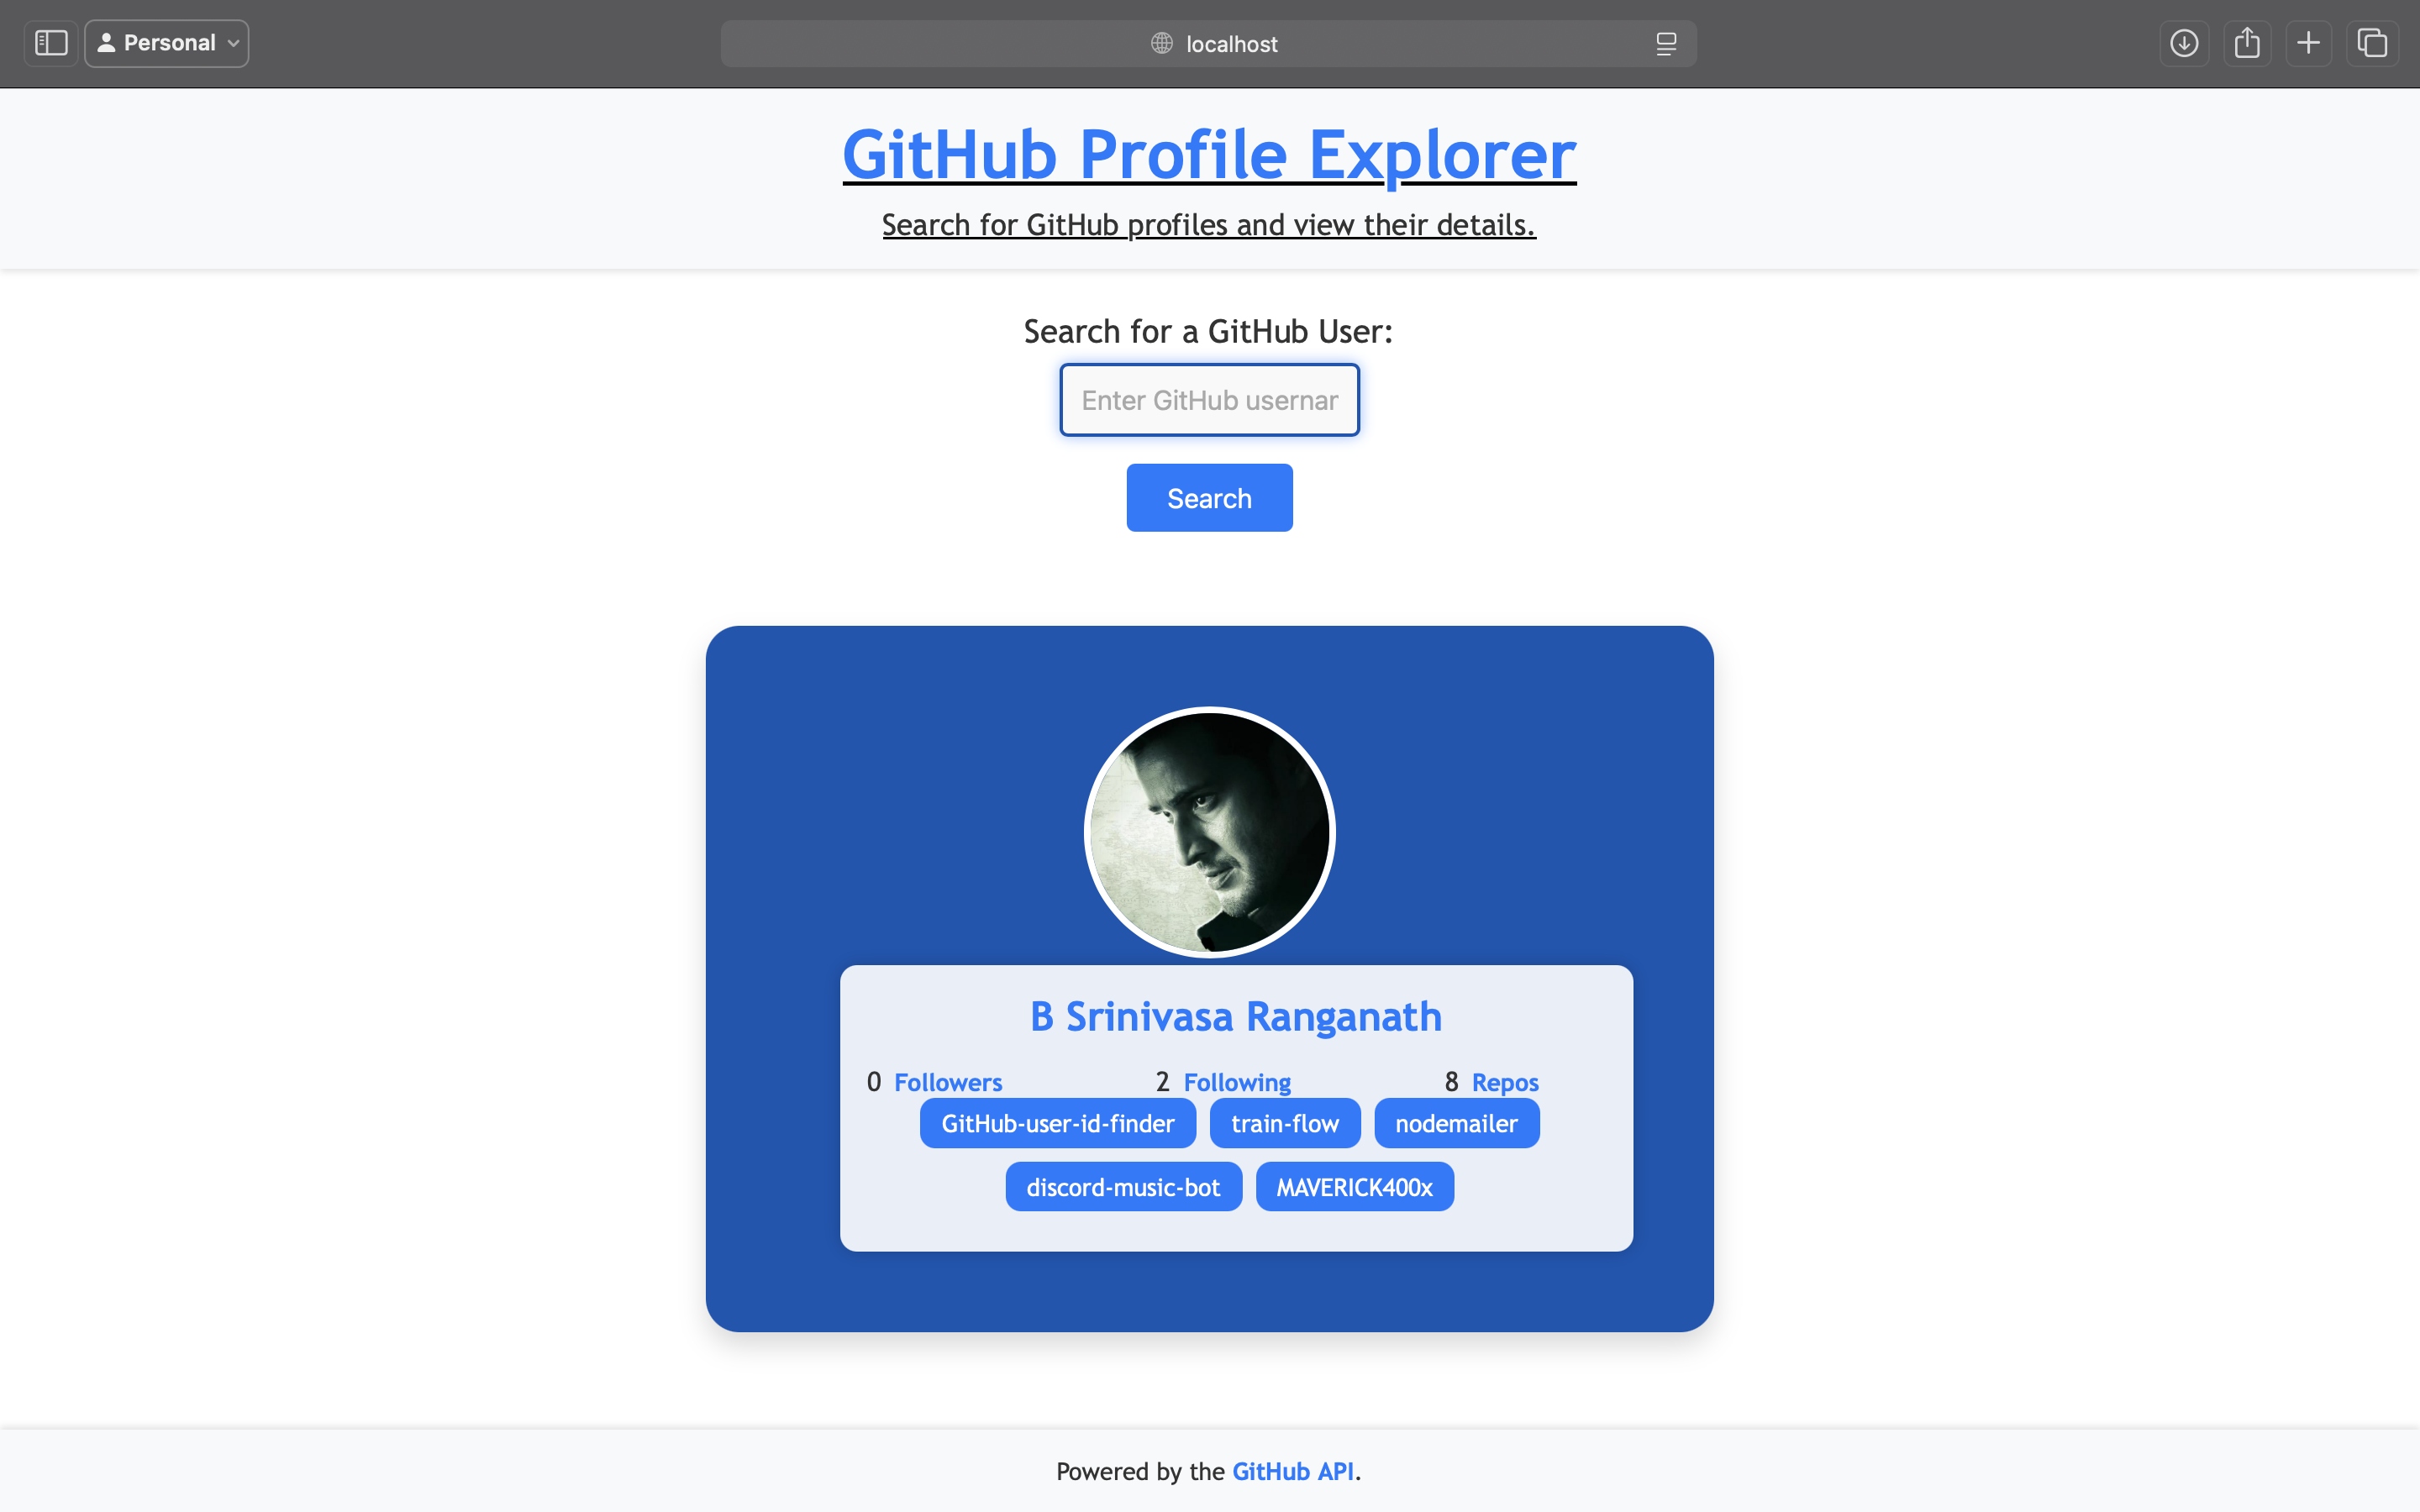 Personal
localhost
GitHub Profile Explorer
Search for GitHub profiles and view their details.
Search for a GitHub User:
Enter GitHub usernar
Search
B Srinivasa Ranganath
0 Followers 2 Following 8 Repos
GitHub-user-id-finder train-flow nodemailer
discord-music-bot MAVERICK400x
Powered by the GitHub API.